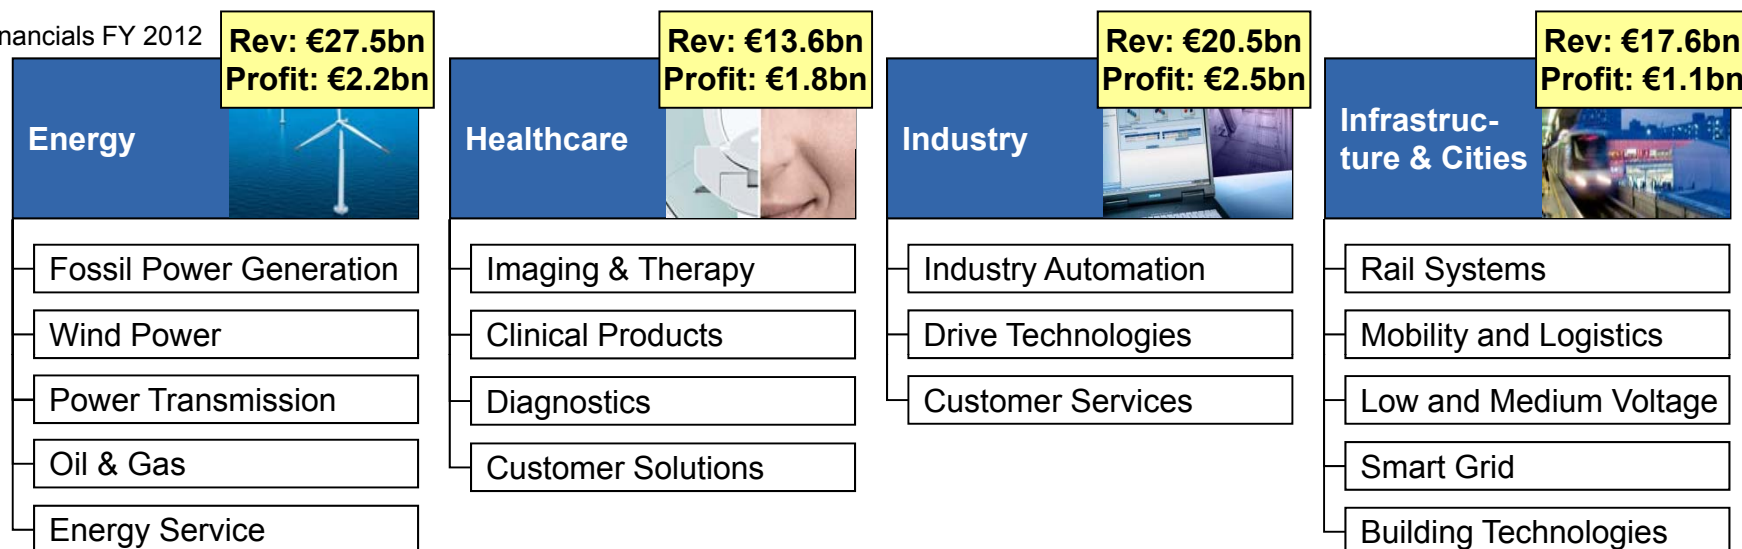 nancials FY 2012
Rev: €27.5bn
Profit: €2.2bn
Energy
Fossil Power Generation
Wind Power
Power Transmission
Oil & Gas
Energy Service
Rev: €13.6bn
Profit: €1.8bn
Healthcare
Imaging & Therapy
Clinical Products
Diagnostics
Customer Solutions
Rev: €20.5bn
Profit: €2.5bn
Industry
Industry Automation
Drive Technologies
Customer Services
Rev: €17.6bn
Profit: €1.1bn
Infrastruc-
ture & Cities
Rail Systems
Mobility and Logistics
Low and Medium Voltage
Smart Grid
Building Technologies